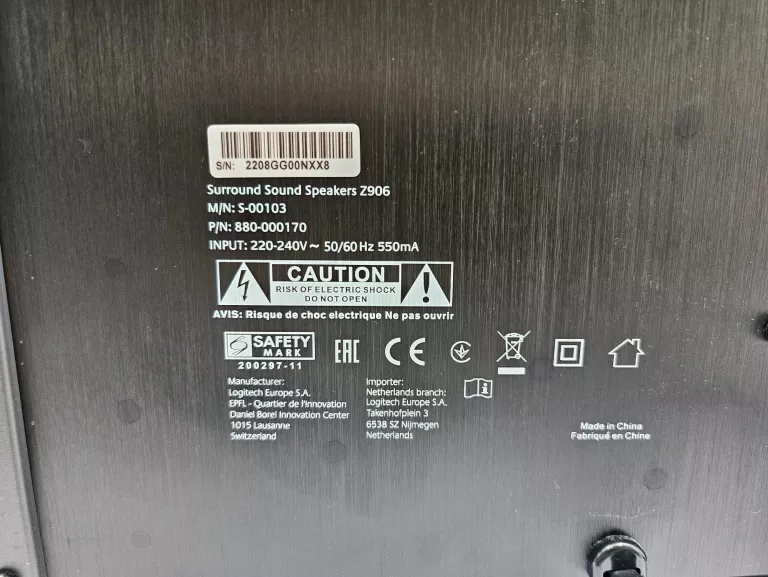 S/N: 2208GG00NXX8
Surround Sound Speakers Z906
M/N: S-00103
P/N: 880-000170
INPUT: 220-240V ~ 50/60 Hz 550mA
CAUTION
RISK OF ELECTRIC SHOCK
DO NOT OPEN
AVIS: Risque de choc electrique Ne pas ouvrir
SAFETY
MARK
200297-11
EAC
CE
Manufacturer:
Logitech Europe S.A.
EPFL - Quartier de l'Innovation
Daniel Borel Innovation Center
1015 Lausanne
Switzerland
Importer:
Netherlands branch:
Logitech Europe S.A.
Takenhofplein 3
6538 SZ Nijmegen
Netherlands
Made in China
Fabriqué en Chine